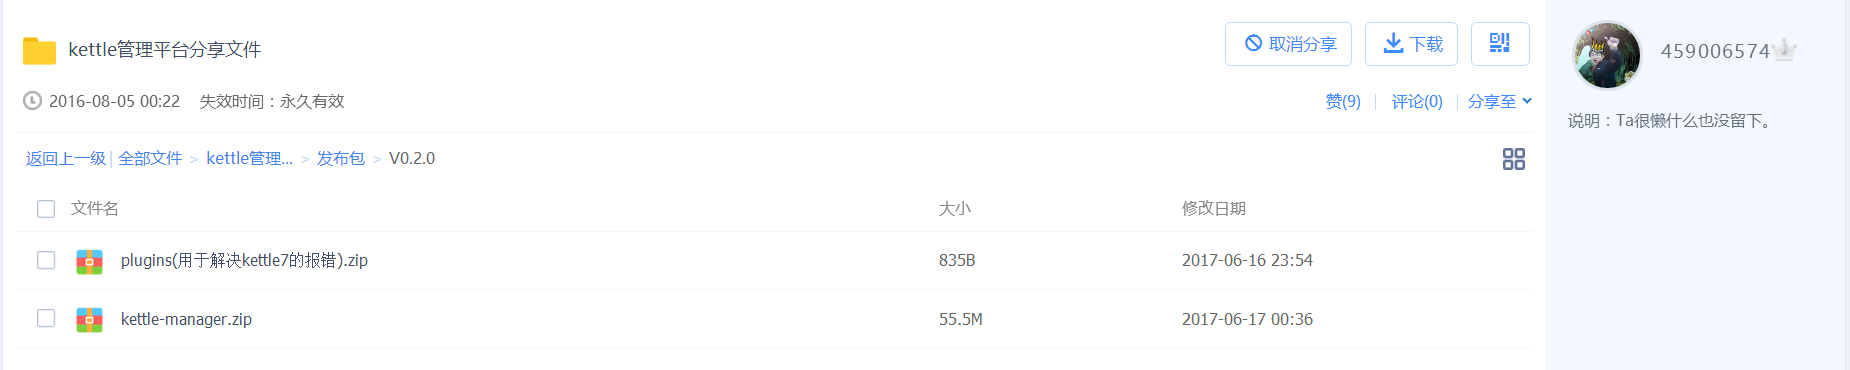 kettle管理平台分享文件
取消分享 下载
459006574
2016-08-05 00:22 失效时间：永久有效
赞(9) | 评论(0) | 分享至
说明：Ta很懒什么也没留下。
返回上一级 | 全部文件 > kettle管理... > 发布包 > V0.2.0
文件名 大小 修改日期
plugins(用于解决kettle7的报错).zip 835B 2017-06-16 23:54
kettle-manager.zip 55.5M 2017-06-17 00:36